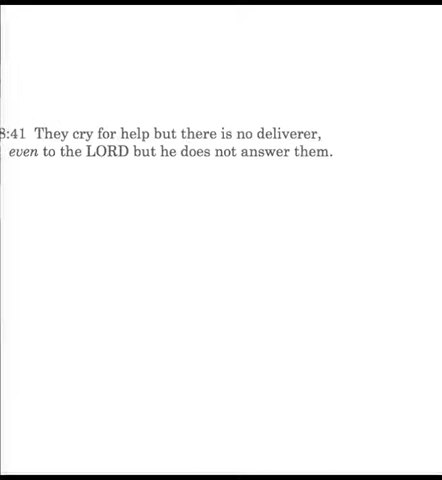 8:41 They cry for help but there is no deliverer,
even to the LORD but he does not answer them.